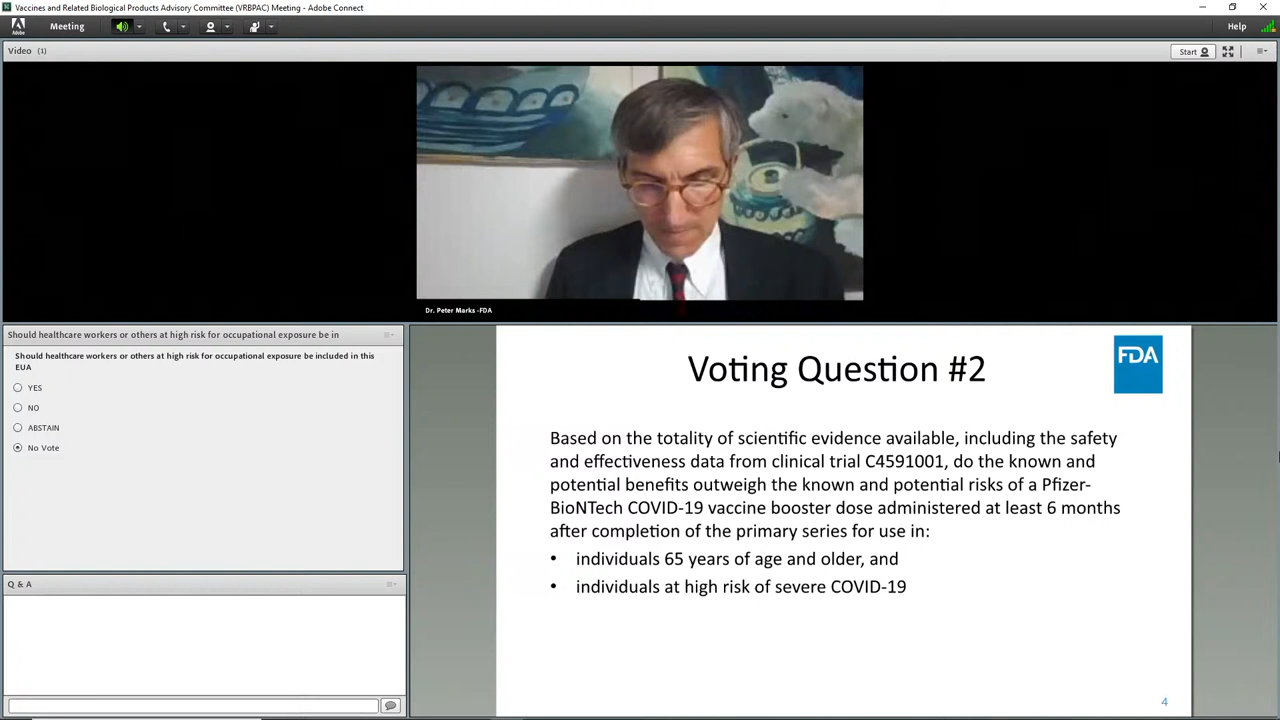 Vaccines and Related Biological Products Advisory Committee (VRBPAC) Meeting - Adobe Connect
Adobe
Meeting
Help
Video (1)
Start
Dr. Peter Marks -FDA
Should healthcare workers or others at high risk for occupational exposure be in
Should healthcare workers or others at high risk for occupational exposure be included in this
EUA
YES
NO
ABSTAIN
No Vote
Q & A
Voting Question #2
FDA
Based on the totality of scientific evidence available, including the safety
and effectiveness data from clinical trial C4591001, do the known and
potential benefits outweigh the known and potential risks of a Pfizer-
BioNTech COVID-19 vaccine booster dose administered at least 6 months
after completion of the primary series for use in:
• individuals 65 years of age and older, and
• individuals at high risk of severe COVID-19
4